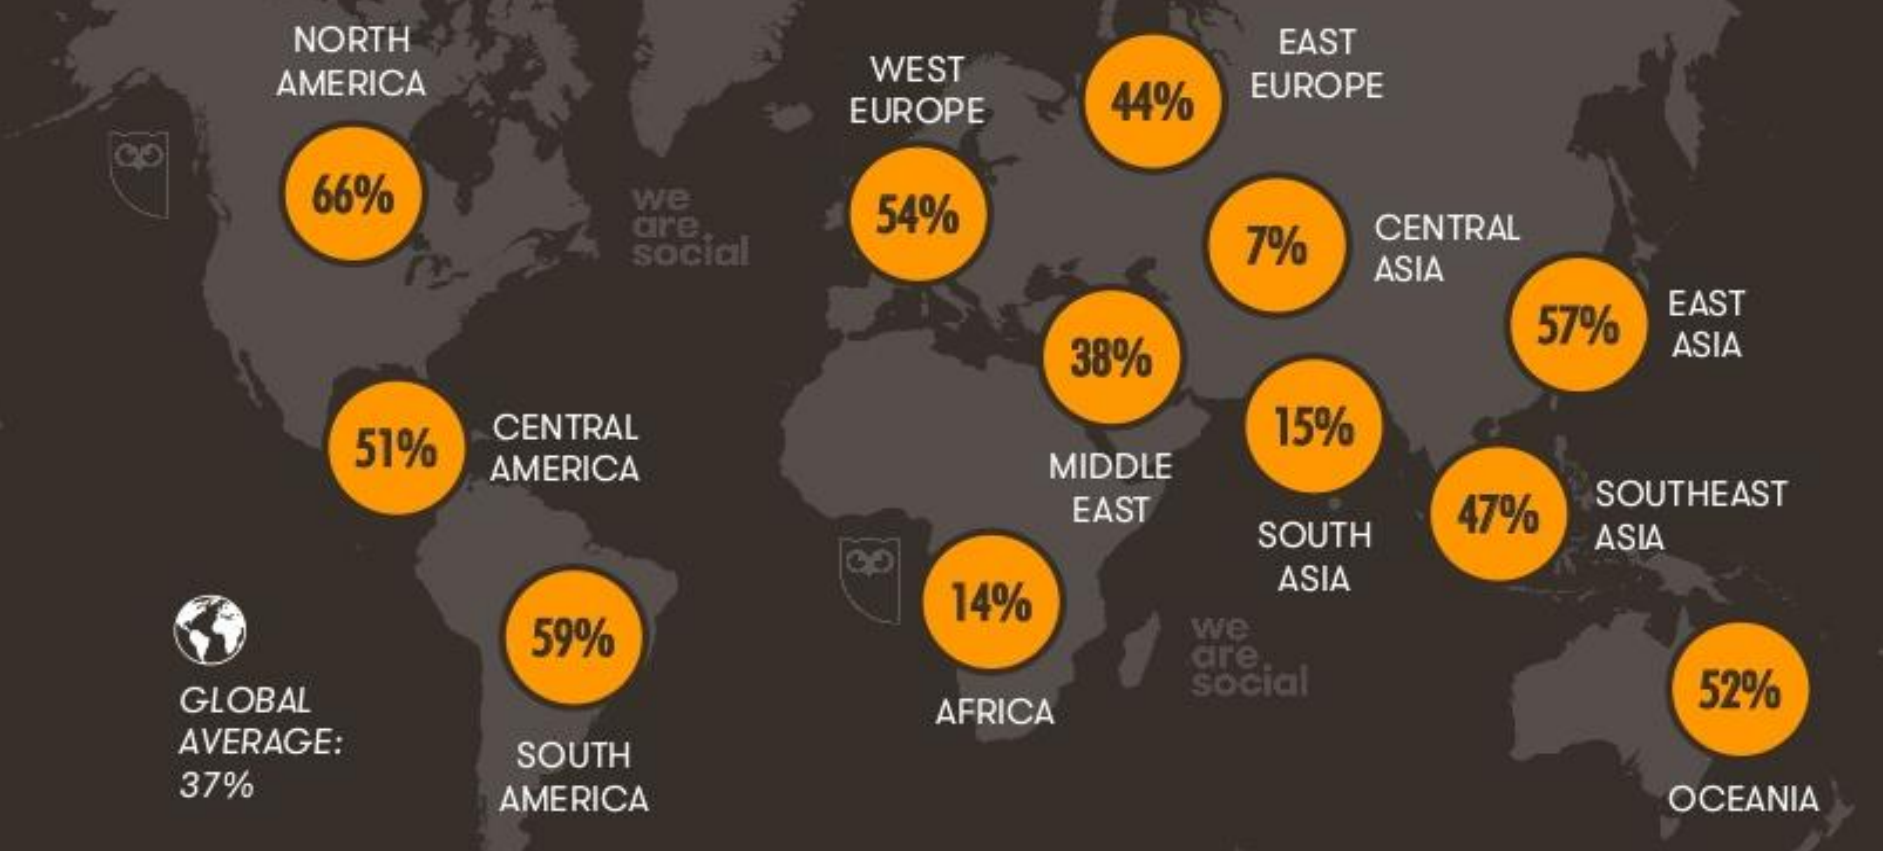 NORTH
AMERICA
66%
we
are.
social
WEST
EUROPE
54%
44%
EAST
EUROPE
7%
CENTRAL
ASIA
57%
EAST
ASIA
38%
MIDDLE
EAST
51%
CENTRAL
AMERICA
15%
SOUTH
ASIA
47%
SOUTHEAST
ASIA
14%
AFRICA
we
are.
social
59%
SOUTH
AMERICA
52%
OCEANIA
GLOBAL
AVERAGE:
37%